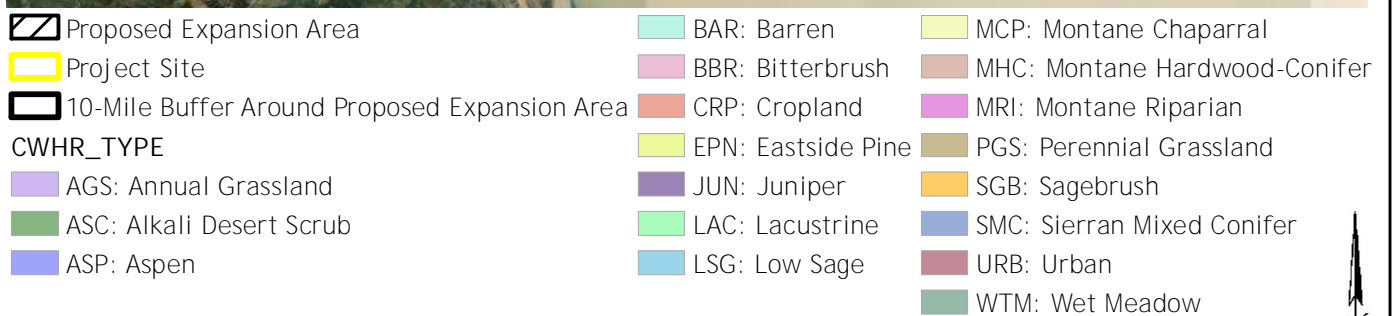 Proposed Expansion Area
Project Site
10-Mile Buffer Around Proposed Expansion Area
CWHR_TYPE
AGS: Annual Grassland
ASC: Alkali Desert Scrub
ASP: Aspen
BAR: Barren
BBR: Bitterbrush
CRP: Cropland
EPN: Eastside Pine
JUN: Juniper
LAC: Lacustrine
LSG: Low Sage
MCP: Montane Chaparral
MHC: Montane Hardwood-Conifer
MRI: Montane Riparian
PGS: Perennial Grassland
SGB: Sagebrush
SMC: Sierran Mixed Conifer
URB: Urban
WTM: Wet Meadow